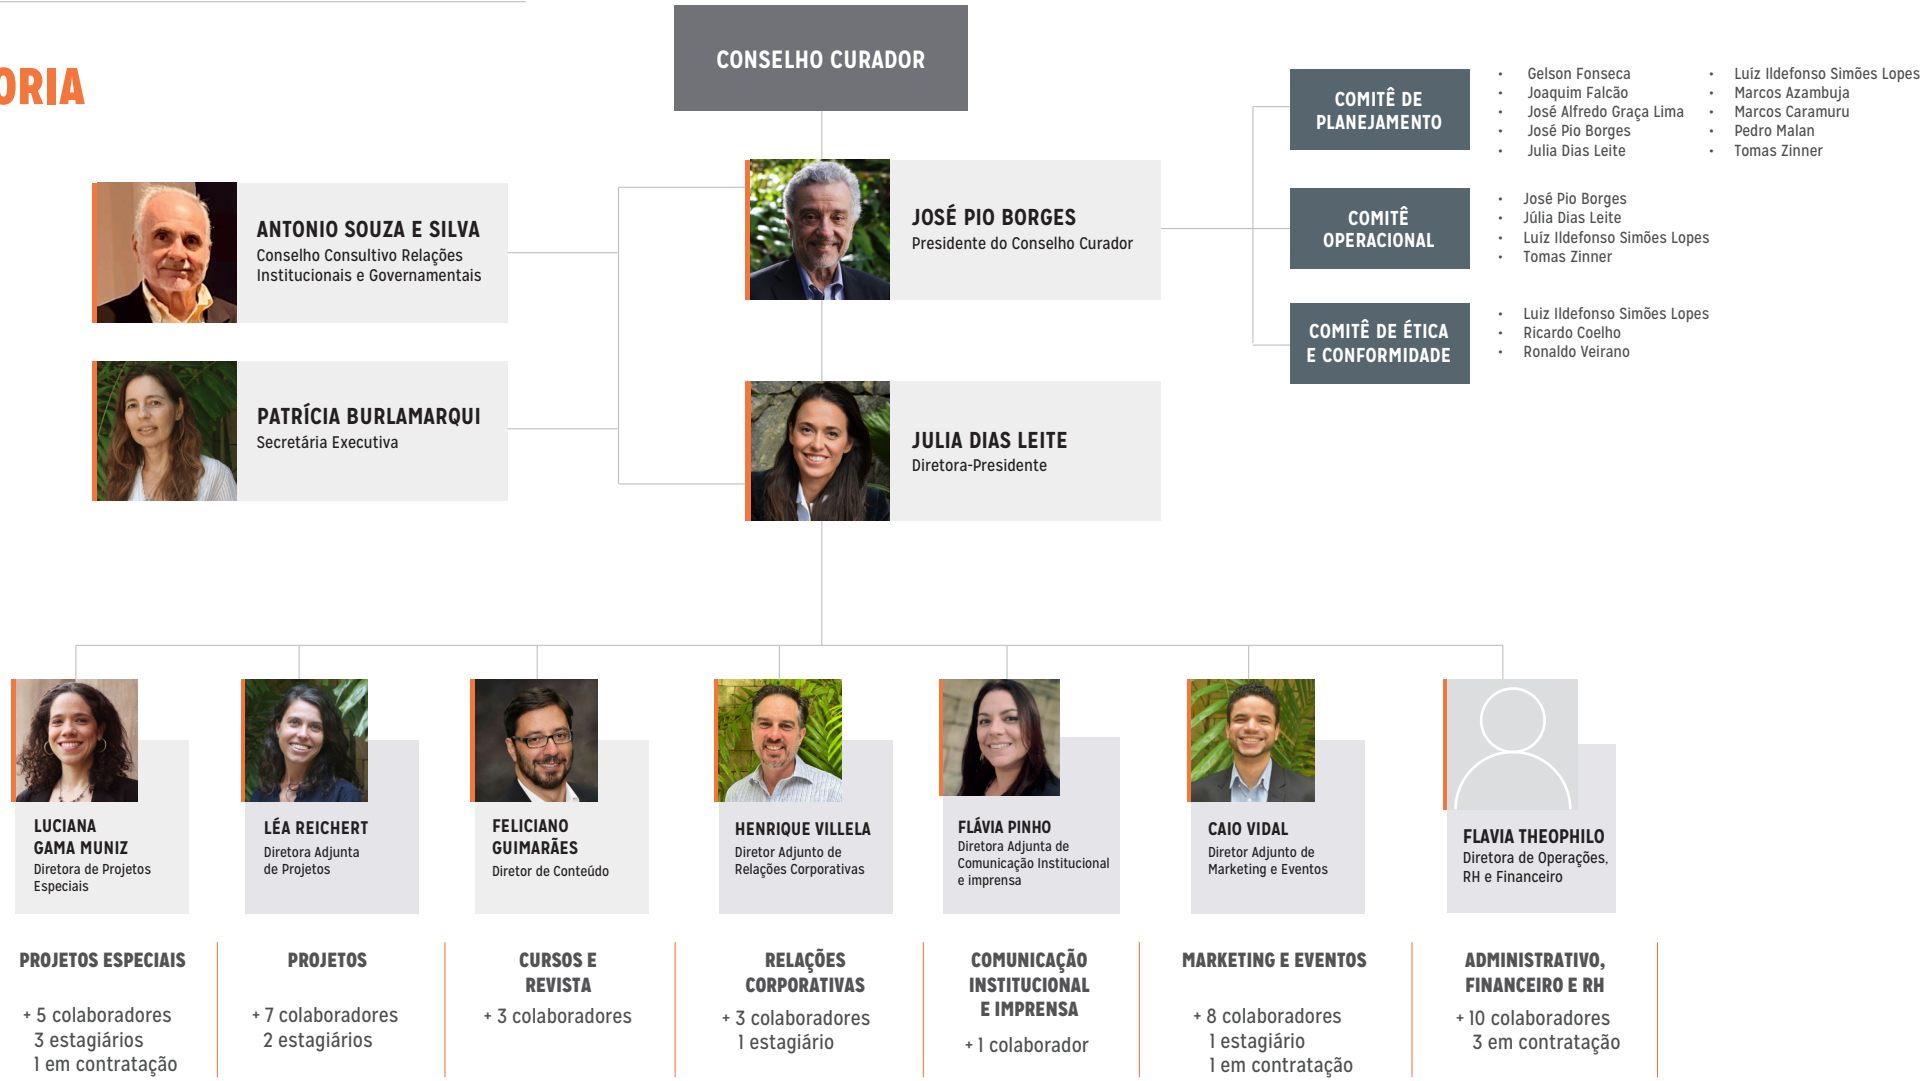 ORIA
CONSELHO CURADOR
ANTONIO SOUZA E SILVA
Conselho Consultivo Relações
Institucionais e Governamentais
PATRÍCIA BURLAMARQUI
Secretária Executiva
JOSÉ PIO BORGES
Presidente do Conselho Curador
JULIA DIAS LEITE
Diretora-Presidente
COMITÊ DE
PLANEJAMENTO
• Gelson Fonseca
• Joaquim Falcão
• José Alfredo Graça Lima
• José Pio Borges
• Julia Dias Leite
• Luíz Ildefonso Simões Lopes
• Marcos Azambuja
• Marcos Caramuru
• Pedro Malan
• Tomas Zinner
COMITÊ
OPERACIONAL
• José Pio Borges
• Júlia Dias Leite
• Luíz Ildefonso Simões Lopes
• Tomas Zinner
COMITÊ DE ÉTICA
E CONFORMIDADE
• Luiz Ildefonso Simões Lopes
• Ricardo Coelho
• Ronaldo Veirano
LUCIANA
GAMA MUNIZ
Diretora de Projetos
Especiais
LÉA REICHERT
Diretora Adjunta
de Projetos
FELICIANO
GUIMARÃES
Diretor de Conteúdo
HENRIQUE VILLELA
Diretor Adjunto de
Relações Corporativas
FLÁVIA PINHO
Diretora Adjunta de
Comunicação Institucional
e imprensa
CAIO VIDAL
Diretor Adjunto de
Marketing e Eventos
FLAVIA THEOPHILO
Diretora de Operações,
RH e Financeiro
PROJETOS ESPECIAIS
+ 5 colaboradores
3 estagiários
1 em contratação
PROJETOS
+ 7 colaboradores
2 estagiários
CURSOS E
REVISTA
+ 3 colaboradores
RELAÇÕES
CORPORATIVAS
+ 3 colaboradores
1 estagiário
COMUNICAÇÃO
INSTITUCIONAL
E IMPRENSA
+ 1 colaborador
MARKETING E EVENTOS
+ 8 colaboradores
1 estagiário
1 em contratação
ADMINISTRATIVO,
FINANCEIRO E RH
+ 10 colaboradores
3 em contratação